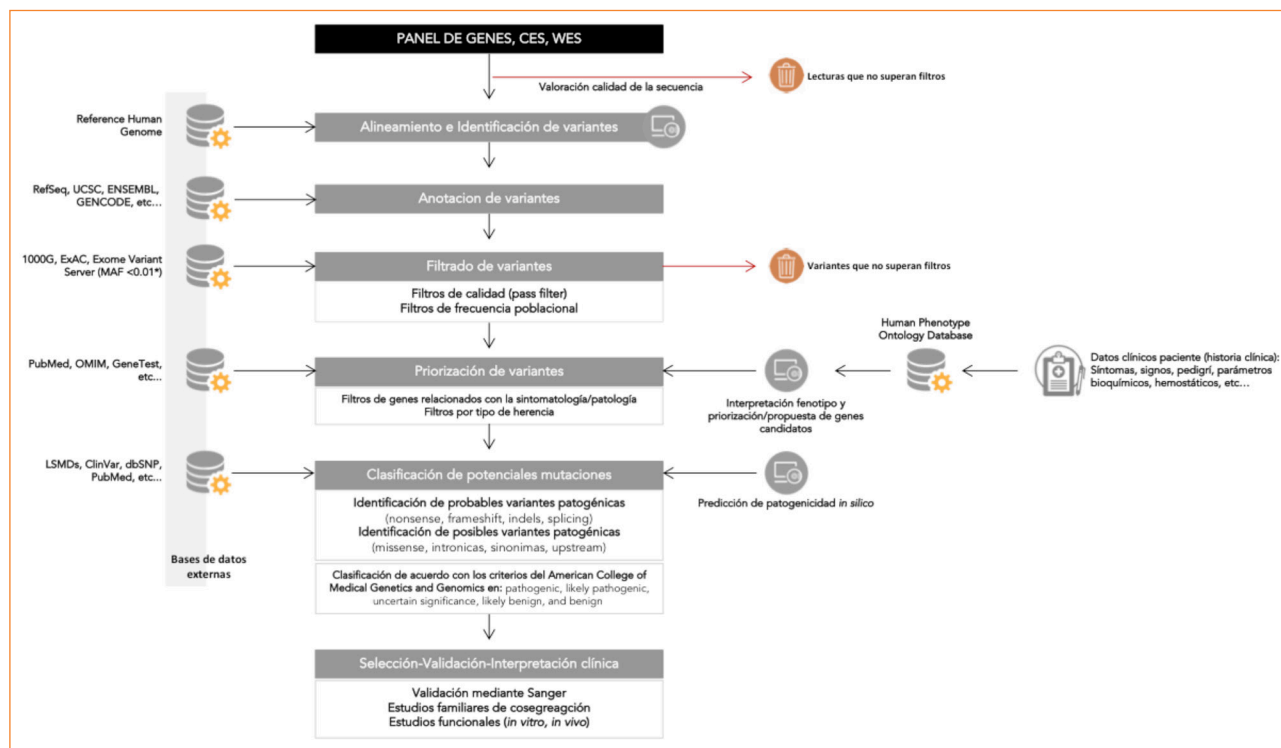 PANEL DE GENES, CES, WES
Valoración calidad de la secuencia
Lecturas que no superan filtros
Reference Human
Genome
Alineamiento e Identificación de variantes
RefSeq, UCSC, ENSEMBL,
GENCODE, etc...
Anotacion de variantes
1000G, ExAC, Exome Variant
Server (MAF <0.01*)
Filtrado de variantes
Variantes que no superan filtros
Filtros de calidad (pass filter)
Filtros de frecuencia poblacional
Human Phenotype
Ontology Database
PubMed, OMIM, GeneTest,
etc...
Priorización de variantes
Datos clínicos paciente (historia clínica):
Síntomas, signos, pedigrí, parámetros
bioquímicos, hemostáticos, etc...
Filtros de genes relacionados con la sintomatología/patología
Filtros por tipo de herencia
Interpretación fenotipo y
priorización/propuesta de genes
candidatos
LSMDs, ClinVar, dbSNP,
PubMed, etc...
Clasificación de potenciales mutaciones
Predicción de patogenicidad in silico
Identificación de probables variantes patogénicas
(nonsense, frameshift, indels, splicing)
Identificación de posibles variantes patogénicas
(missense, intronicas, sinonimas, upstream)
Bases de datos
externas
Clasificación de acuerdo con los criterios del American College of
Medical Genetics and Genomics en: pathogenic, likely pathogenic,
uncertain significance, likely benign, and benign
Selección-Validación-Interpretación clínica
Validación mediante Sanger
Estudios familiares de cosegreagción
Estudios funcionales (in vitro, in vivo)